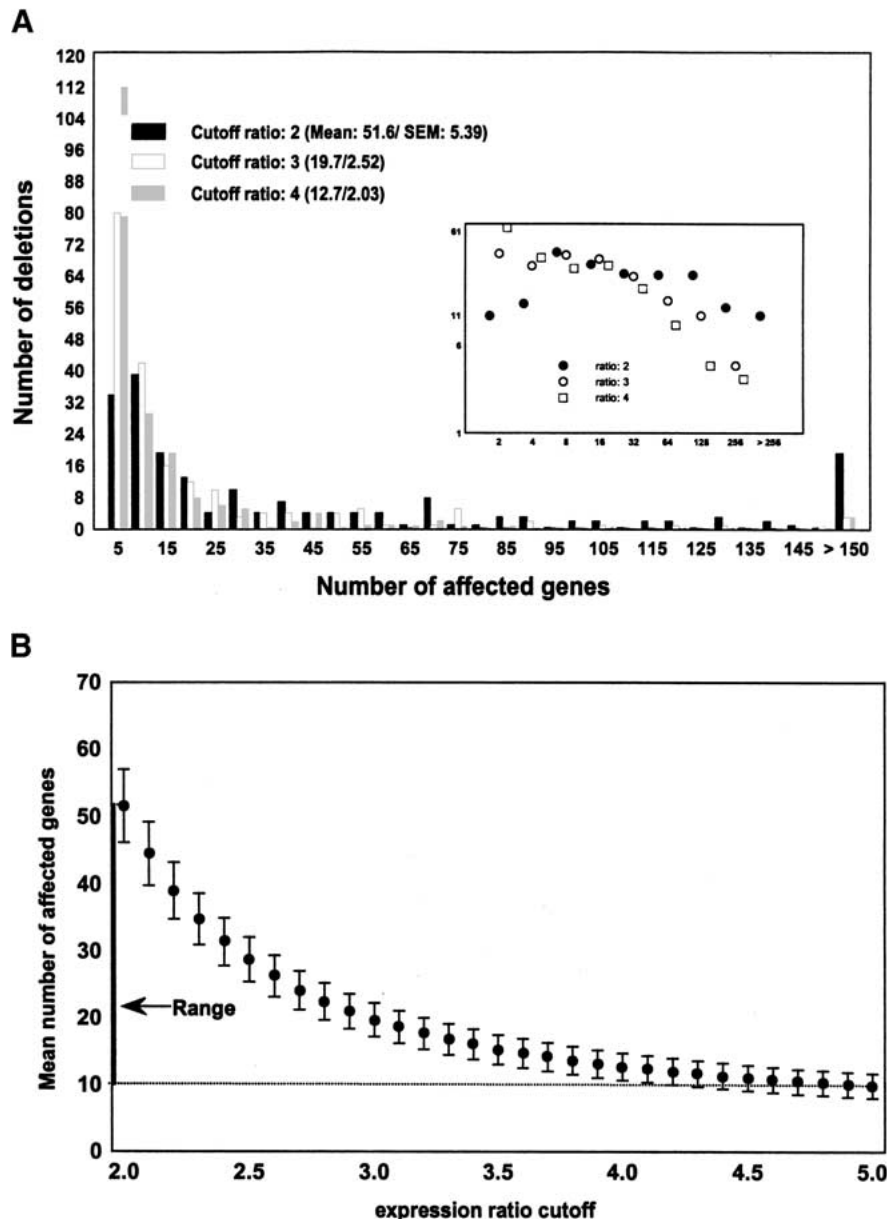 A
120
112
104
96
88
80
72
64
56
48
40
32
24
16
8
0
Number of deletions
Cutoff ratio: 2 (Mean: 51.6/ SEM: 5.39)
Cutoff ratio: 3 (19.7/2.52)
Cutoff ratio: 4 (12.7/2.03)
61
11
6
1
ratio: 2
ratio: 3
ratio: 4
2 4 8 16 32 64 128 256 > 256
5 15 25 35 45 55 65 75 85 95 105 115 125 135 145 > 150
Number of affected genes
B
70
60
50
40
30
20
10
0
Mean number of affected genes
Range
2.0 2.5 3.0 3.5 4.0 4.5 5.0
expression ratio cutoff